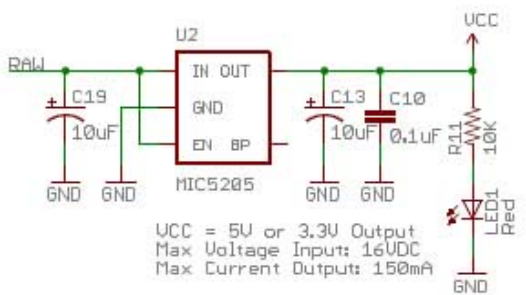 VCC
U2
RAW
IN OUT
C19
C13
C10
GND
10uF
10uF
0.1uF
R11
10K
EN BP
GND
GND
MIC5205
GND
GND
LED1
Red
VCC = 5V or 3.3V Output
Max Voltage Input: 16VDC
Max Current Output: 150mA
GND